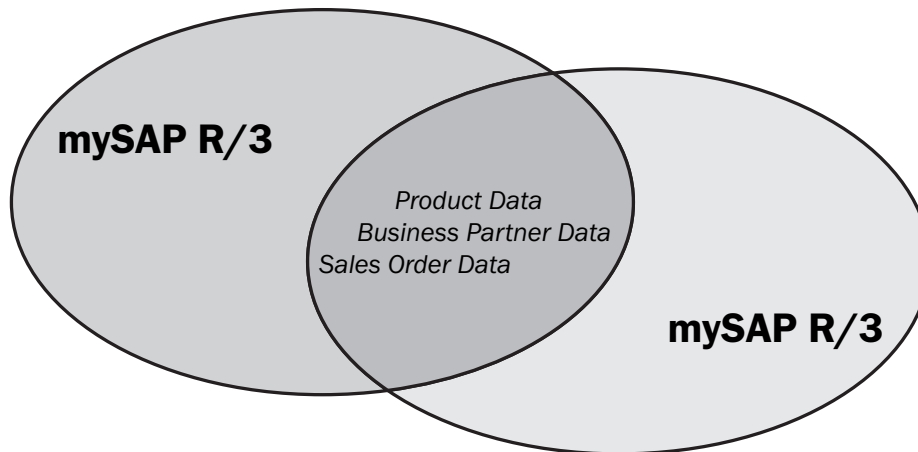 mySAP R/3
Product Data
Business Partner Data
Sales Order Data
mySAP R/3